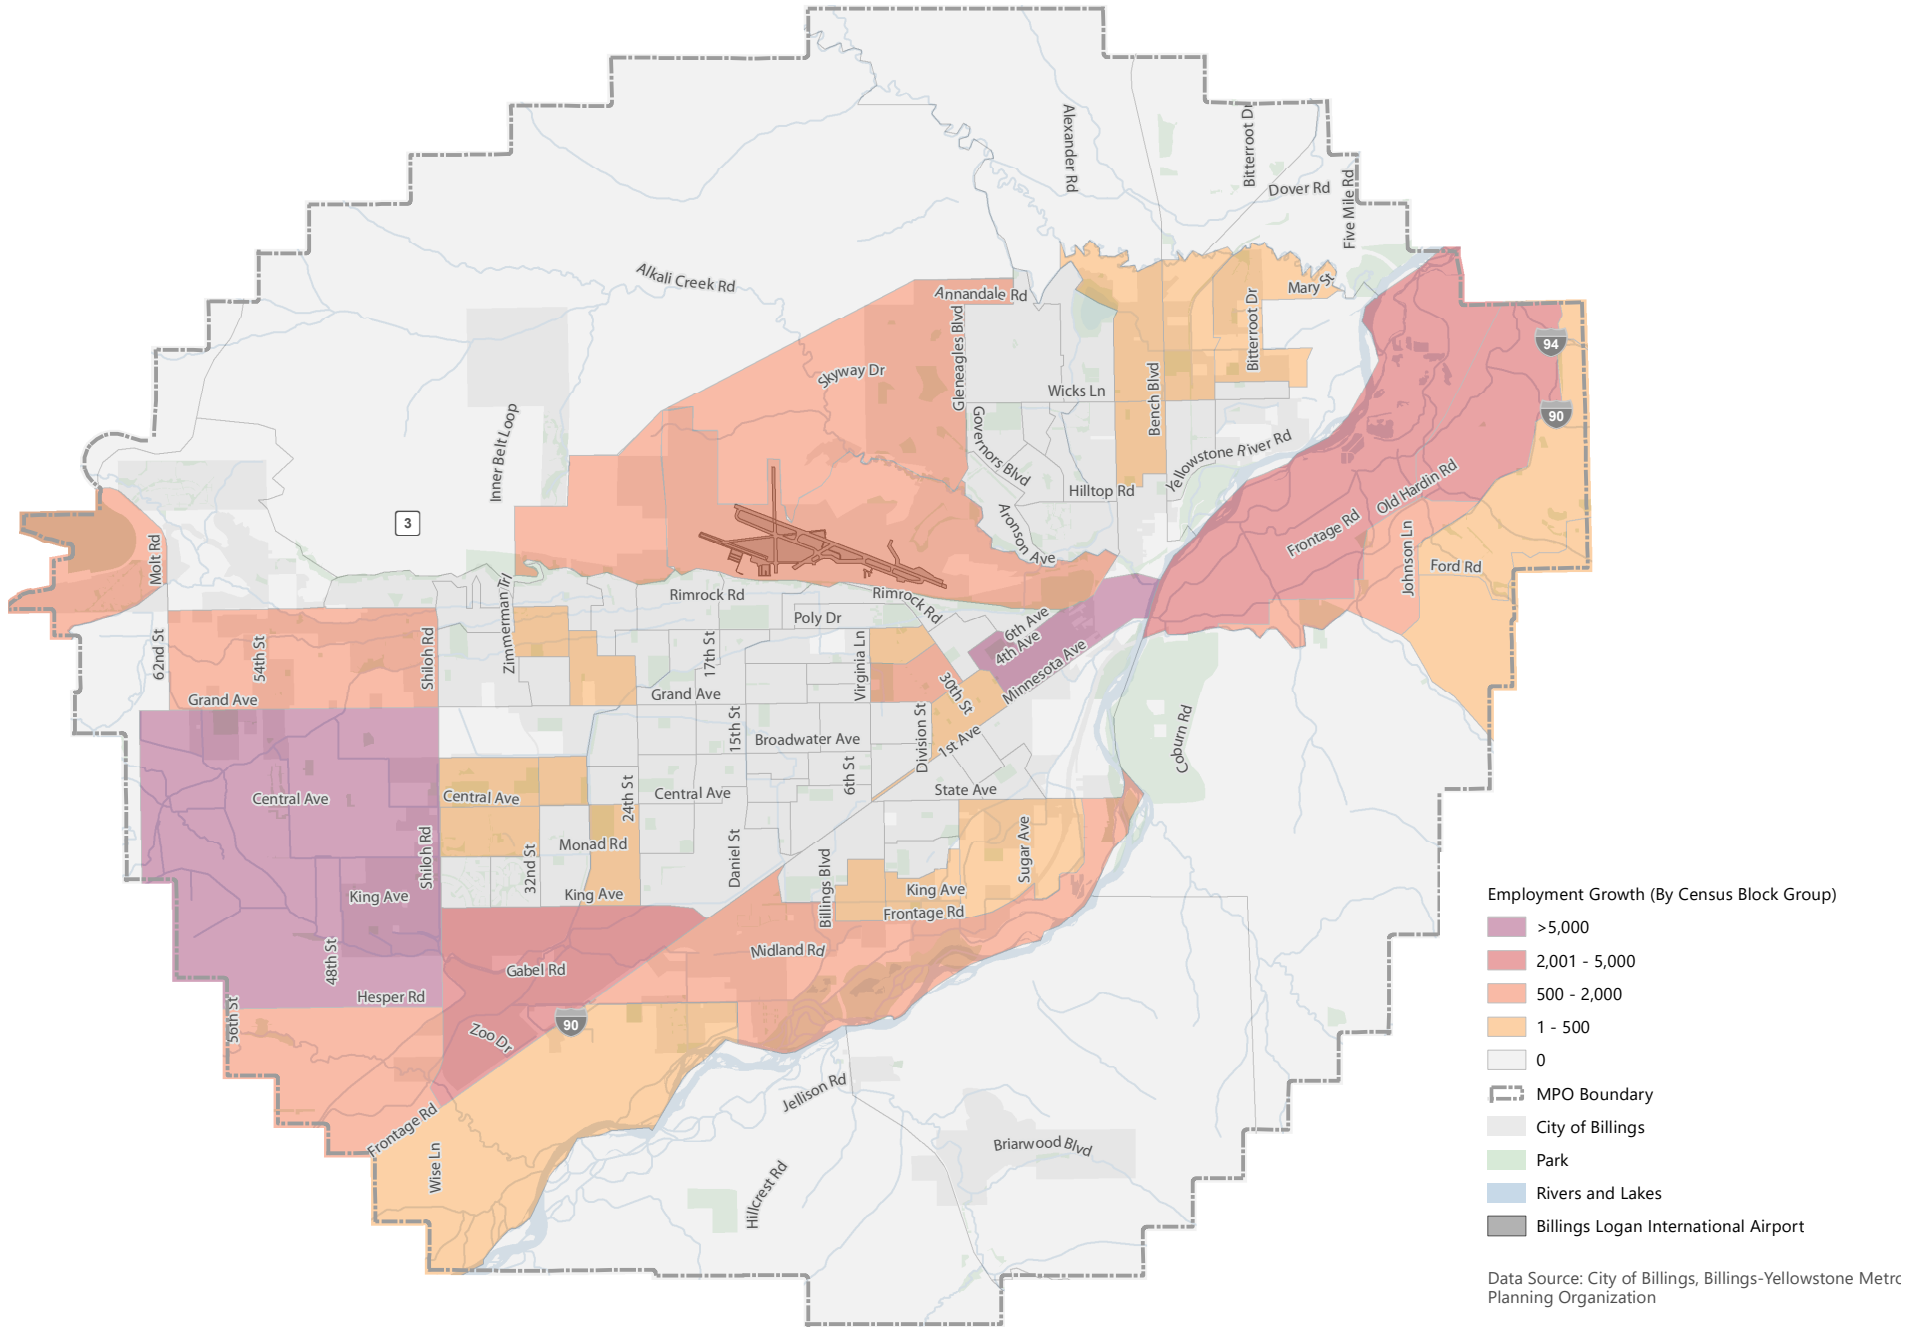 Alexander Rd
Bitterroot Dr
Dover Rd
Five Mile Rd
Alkali Creek Rd
Annandale Rd
Mary St
Bitterroot Dr
Gleneagles Blvd
Skyway Dr
94
Wicks Ln
Bench Blvd
90
Inner Belt Loop
Governors Blvd
Yellowstone River Rd
Hilltop Rd
Old Hardin Rd
3
Aronson Ave
Frontage Rd
Johnson Ln
Molt Rd
Ford Rd
Zimmerman Trl
Rimrock Rd
Rimrock Rd
Poly Dr
6th Ave
4th Ave
62nd St
54th St
Shiloh Rd
17th St
Virginia Ln
Minnesota Ave
Grand Ave
Grand Ave
30th St
15th St
Broadwater Ave
Division St
1st Ave
Coburn Rd
Central Ave
Central Ave
24th St
Central Ave
6th St
State Ave
Shiloh Rd
32nd St
Monad Rd
Daniel St
Billings Blvd
Sugar Ave
King Ave
King Ave
King Ave
Frontage Rd
48th St
Gabel Rd
Midland Rd
Hesper Rd
56th St
Zoo Dr
90
Frontage Rd
Wise Ln
Jellison Rd
Hillcrest Rd
Briarwood Blvd
Employment Growth (By Census Block Group)
>5,000
2,001 - 5,000
500 - 2,000
1 - 500
0
MPO Boundary
City of Billings
Park
Rivers and Lakes
Billings Logan International Airport
Data Source: City of Billings, Billings-Yellowstone Metrc
Planning Organization